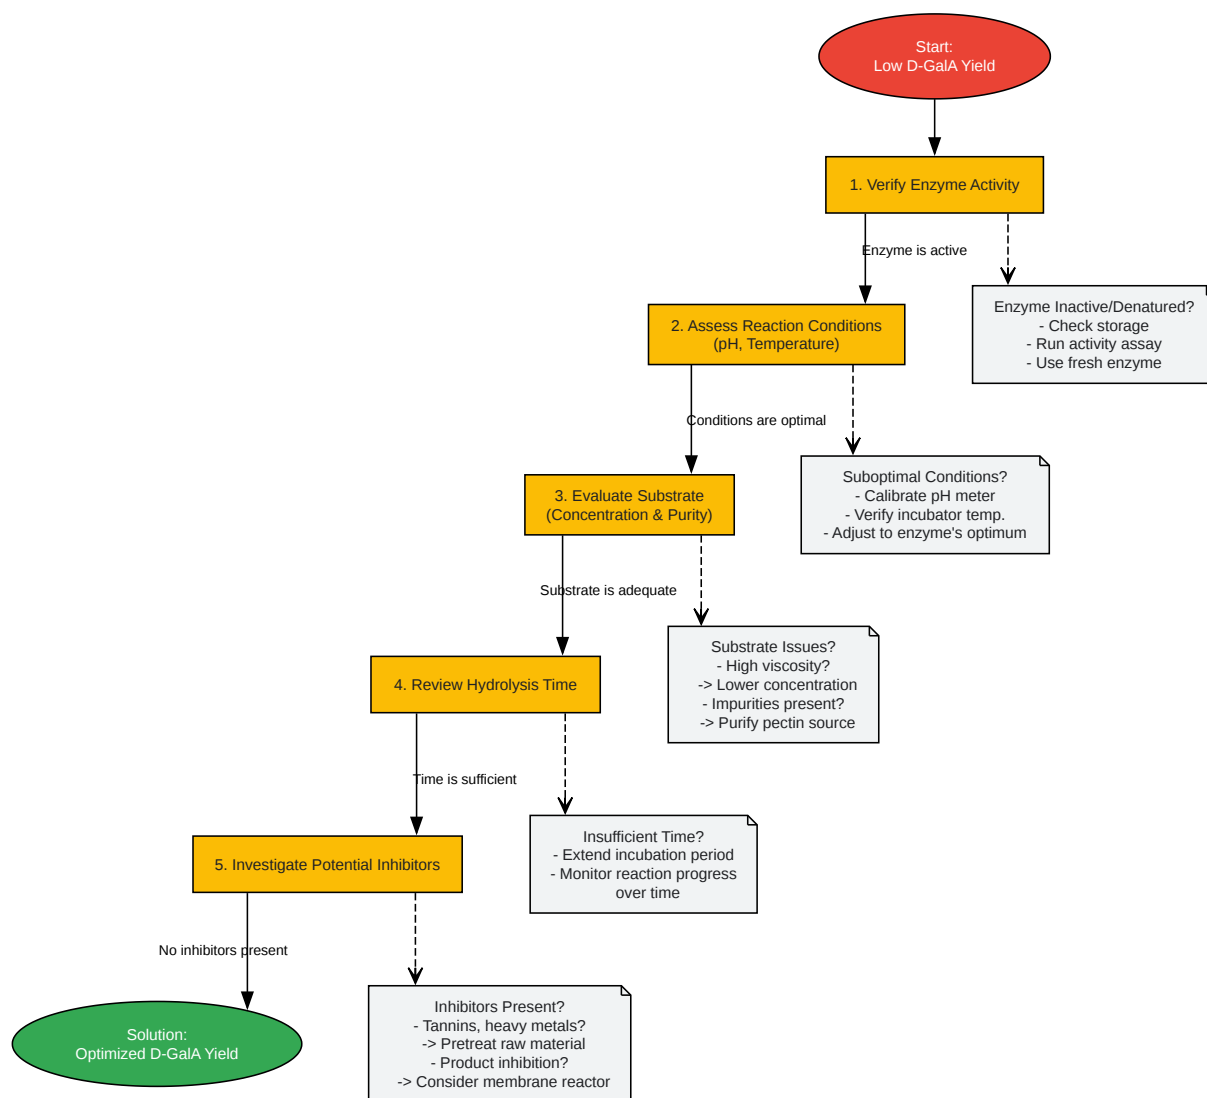 Start:
Low D-GalA Yield
1. Verify Enzyme Activity
Enzyme is active
Enzyme Inactive/Denatured?
- Check storage
- Run activity assay
- Use fresh enzyme
2. Assess Reaction Conditions
(pH, Temperature)
Conditions are optimal
Suboptimal Conditions?
- Calibrate pH meter
- Verify incubator temp.
- Adjust to enzyme's optimum
3. Evaluate Substrate
(Concentration & Purity)
Substrate is adequate
Substrate Issues?
- High viscosity?
-> Lower concentration
- Impurities present?
-> Purify pectin source
4. Review Hydrolysis Time
Time is sufficient
Insufficient Time?
- Extend incubation period
- Monitor reaction progress
over time
5. Investigate Potential Inhibitors
No inhibitors present
Inhibitors Present?
- Tannins, heavy metals?
-> Pretreat raw material
- Product inhibition?
-> Consider membrane reactor
Solution:
Optimized D-GalA Yield